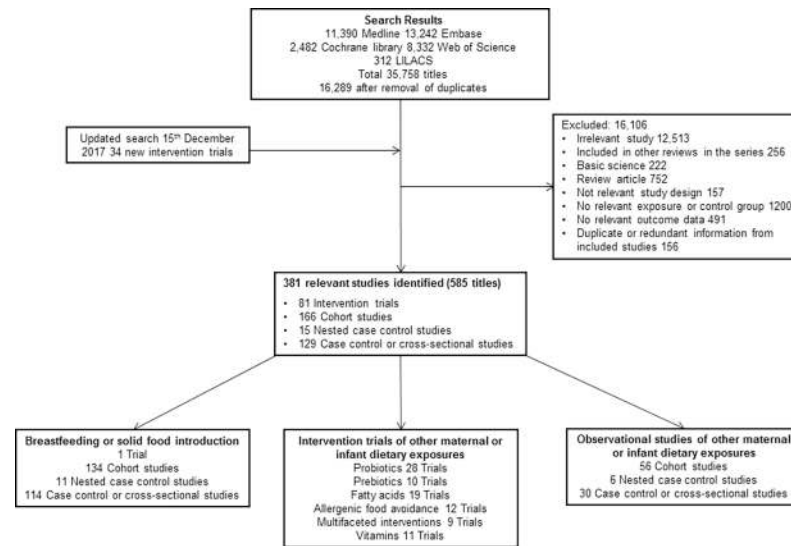 Search Results
11,390 Medline 13,242 Embase
2,482 Cochrane library 8,332 Web of Science
312 LILACS
Total 35,758 titles
16,289 after removal of duplicates
Updated search 15th December
2017 34 new intervention trials
Excluded: 16,106
• Irrelevant study 12,513
• Included in other reviews in the series 256
• Basic science 222
• Review article 752
• Not relevant study design 157
• No relevant exposure or control group 1200
• No relevant outcome data 491
• Duplicate or redundant information from
included studies 156
381 relevant studies identified (585 titles)
• 81 Intervention trials
• 166 Cohort studies
• 15 Nested case control studies
• 129 Case control or cross-sectional studies
Breastfeeding or solid food introduction
1 Trial
134 Cohort studies
11 Nested case control studies
114 Case control or cross-sectional studies
Intervention trials of other maternal or
infant dietary exposures
Probiotics 28 Trials
Prebiotics 10 Trials
Fatty acids 19 Trials
Allergenic food avoidance 12 Trials
Multifaceted interventions 9 Trials
Vitamins 11 Trials
Observational studies of other maternal
or infant dietary exposures
56 Cohort studies
6 Nested case control studies
30 Case control or cross-sectional studies